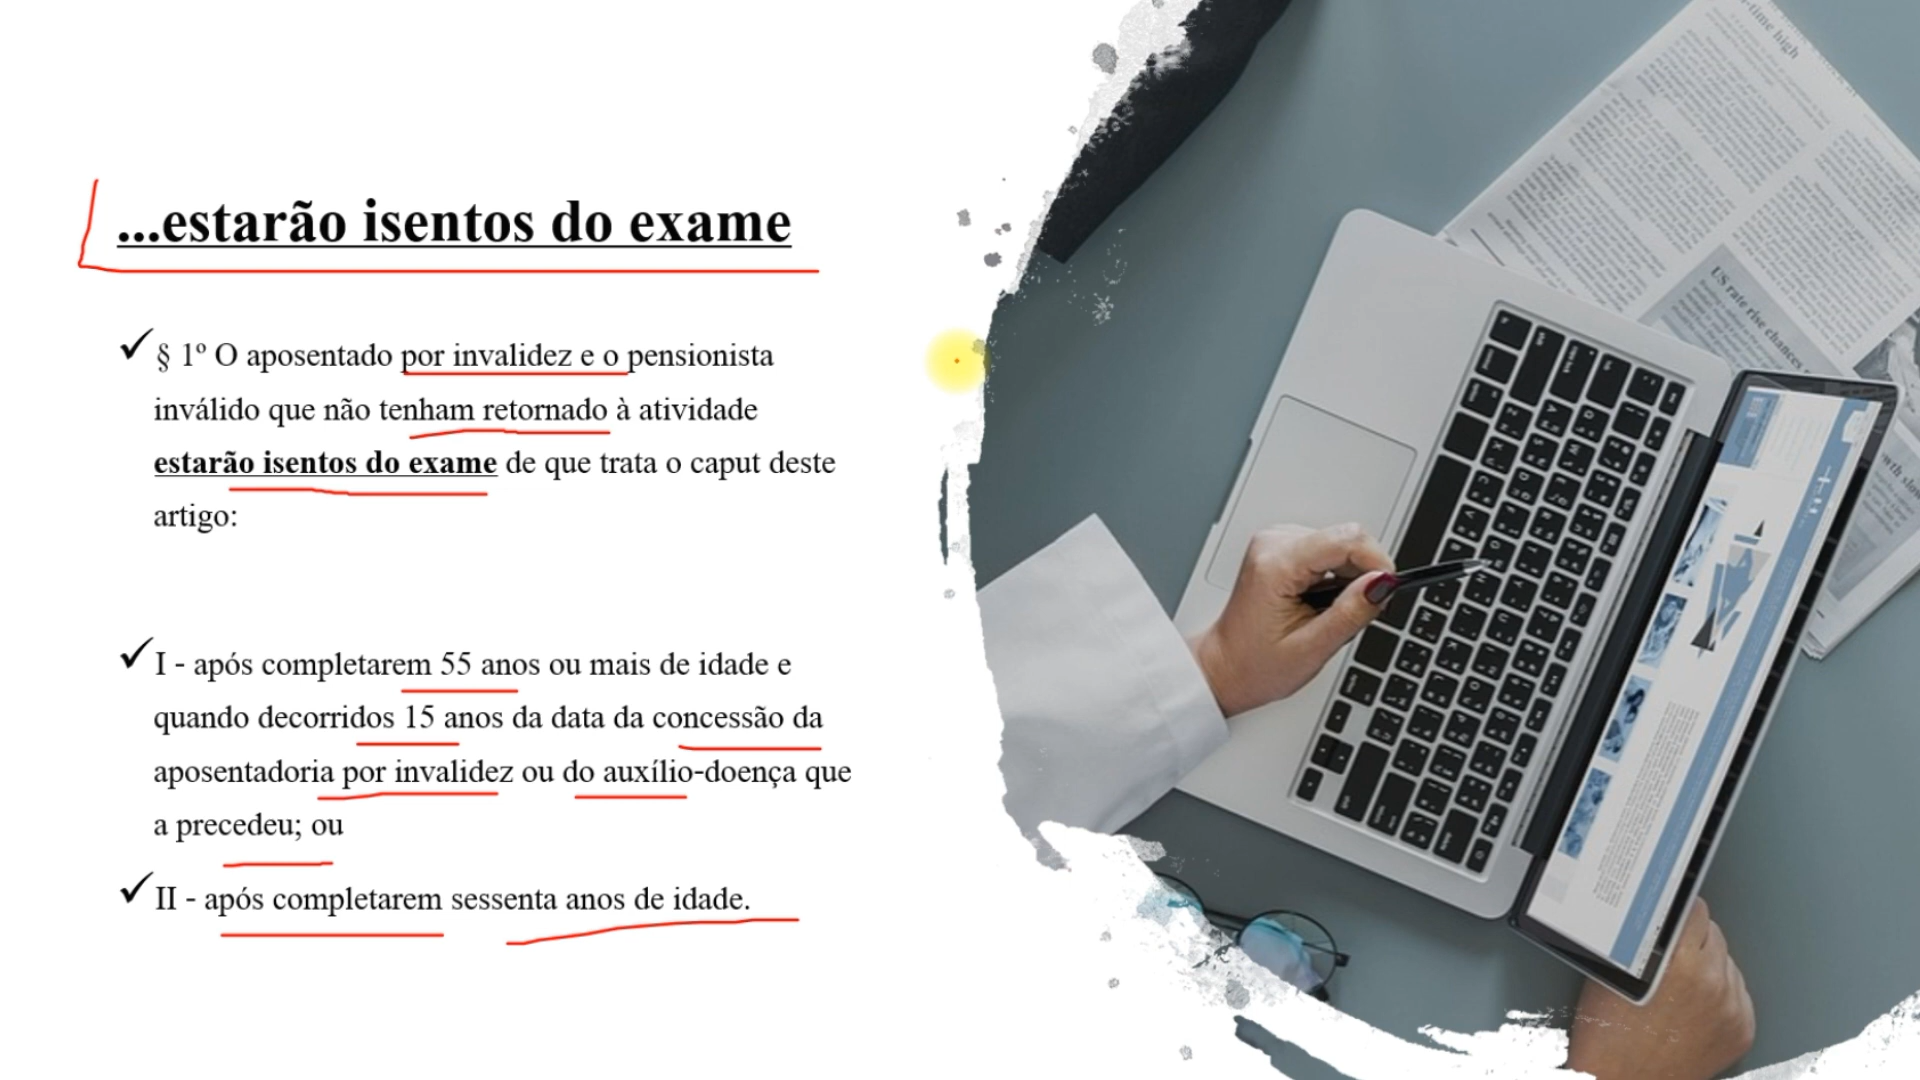 ...estarão isentos do exame
§ 1º O aposentado por invalidez e o pensionista
inválido que não tenham retornado à atividade
estarão isentos do exame de que trata o caput deste
artigo:
I - após completarem 55 anos ou mais de idade e
quando decorridos 15 anos da data da concessão da
aposentadoria por invalidez ou do auxílio-doença que
a precedeu; ou
II - após completarem sessenta anos de idade.
US rate rise chances